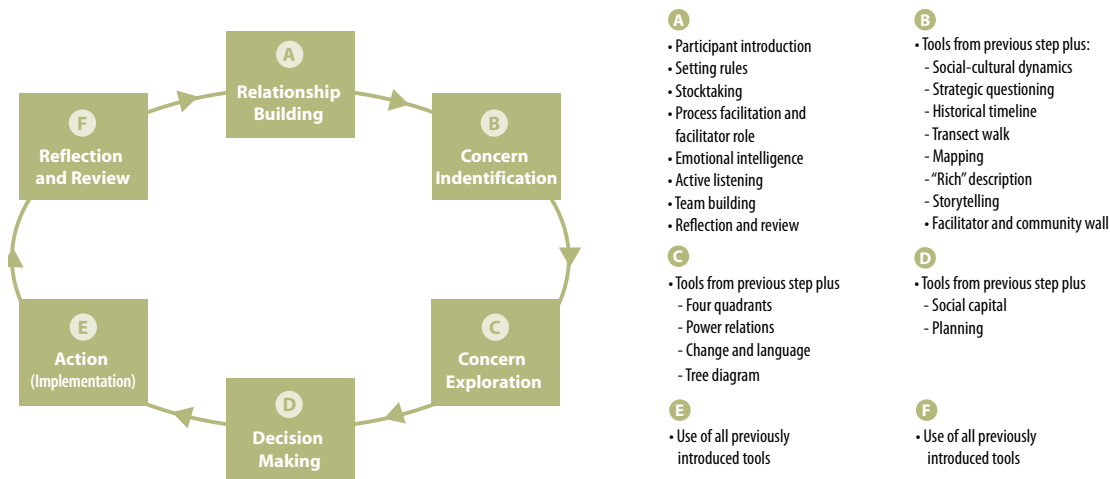 A
Relationship
Building
B
Concern
Indentification
C
Concern
Exploration
D
Decision
Making
E
Action
(Implementation)
F
Reflection
and Review
A
• Participant introduction
• Setting rules
• Stocktaking
• Process facilitation and
facilitator role
• Emotional intelligence
• Active listening
• Team building
• Reflection and review
B
• Tools from previous step plus:
- Social-cultural dynamics
- Strategic questioning
- Historical timeline
- Transect walk
- Mapping
- “Rich” description
- Storytelling
• Facilitator and community wall
C
• Tools from previous step plus
- Four quadrants
- Power relations
- Change and language
- Tree diagram
D
• Tools from previous step plus
- Social capital
- Planning
E
• Use of all previously
introduced tools
F
• Use of all previously
introduced tools